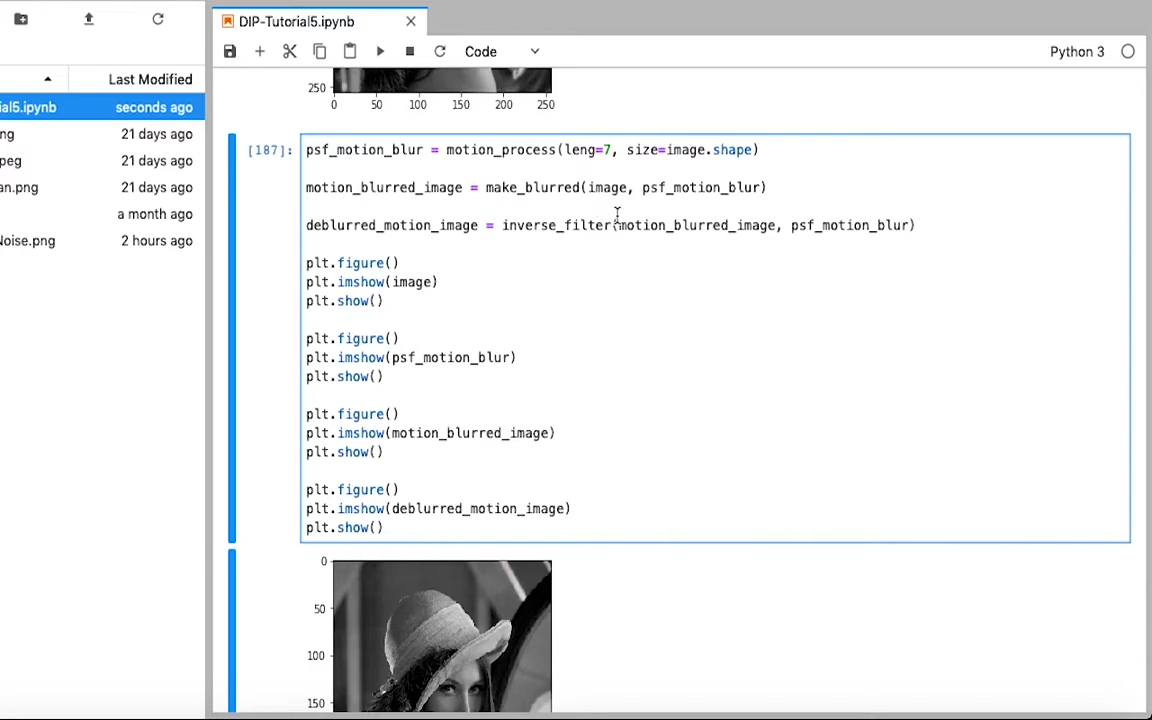 DIP-Tutorial5.ipynb
Code
Python 3
Last Modified
ial5.ipynb seconds ago
ng 21 days ago
peg 21 days ago
an.png 21 days ago
a month ago
Noise.png 2 hours ago
250
0 50 100 150 200 250
[187]: psf_motion_blur = motion_process(leng=7, size=image.shape)
motion_blurred_image = make_blurred(image, psf_motion_blur)
deblurred_motion_image = inverse_filter(motion_blurred_image, psf_motion_blur)
plt.figure()
plt.imshow(image)
plt.show()
plt.figure()
plt.imshow(psf_motion_blur)
plt.show()
plt.figure()
plt.imshow(motion_blurred_image)
plt.show()
plt.figure()
plt.imshow(deblurred_motion_image)
plt.show()
0
50
100
150